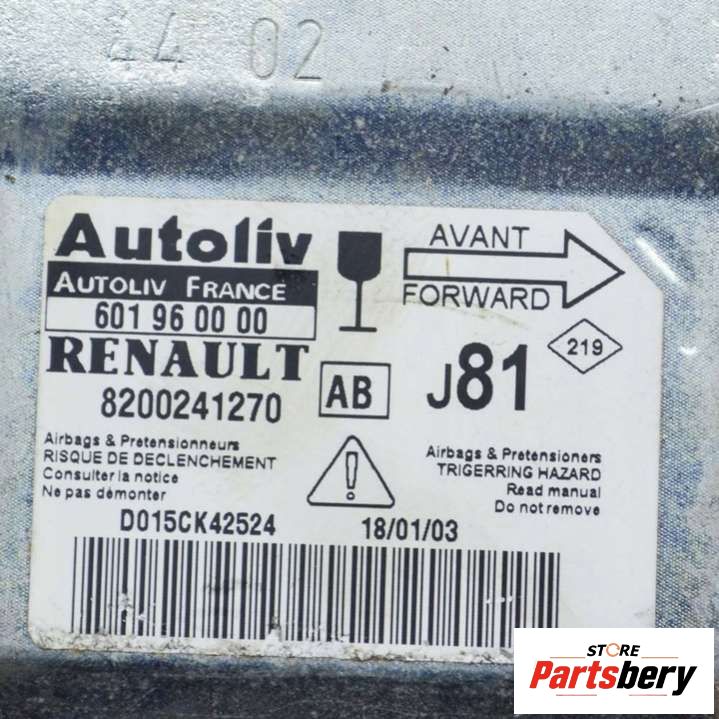 44 02
Autoliv
AUTOLIV FRANCE
601 96 00 00
RENAULT
8200241270
AB
AVANT
FORWARD
J81
219
Airbags & Pretensionneurs
RISQUE DE DECLENCHEMENT
Consulter la notice
Ne pas démonter
Airbags & Pretensioners
TRIGERRING HAZARD
Read manual
Do not remove
D015CK42524
18/01/03
STORE
Partsbery